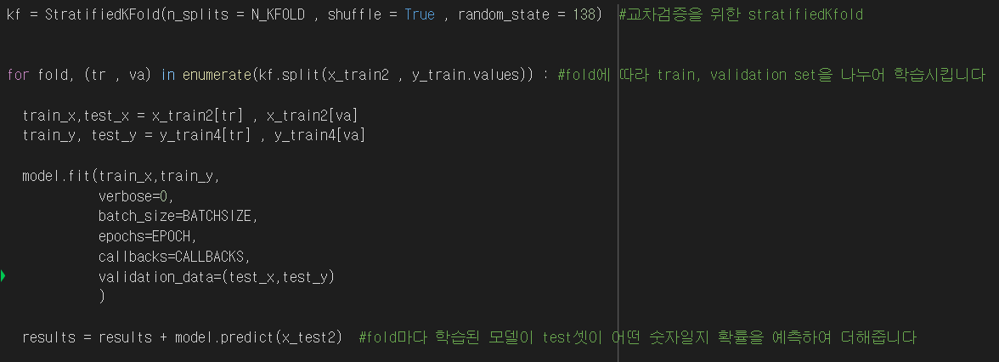 kf = StratifiedKFold(n_splits = N_KFOLD , shuffle = True , random_state = 138)  #교차검증을 위한 stratifiedKfold
for fold, (tr , va) in enumerate(kf.split(x_train2 , y_train.values)) : #fold에 따라 train, validation set을 나누어 학습시킵니다
train_x,test_x = x_train2[tr] , x_train2[va]
train_y, test_y = y_train4[tr] , y_train4[va]
model.fit(train_x,train_y,
verbose=0,
batch_size=BATCHSIZE,
epochs=EPOCH,
callbacks=CALLBACKS,
validation_data=(test_x,test_y)
)
results = results + model.predict(x_test2)  #fold마다 학습된 모델이 test셋이 어떤 숫자일지 확률을 예측하여 더해줍니다